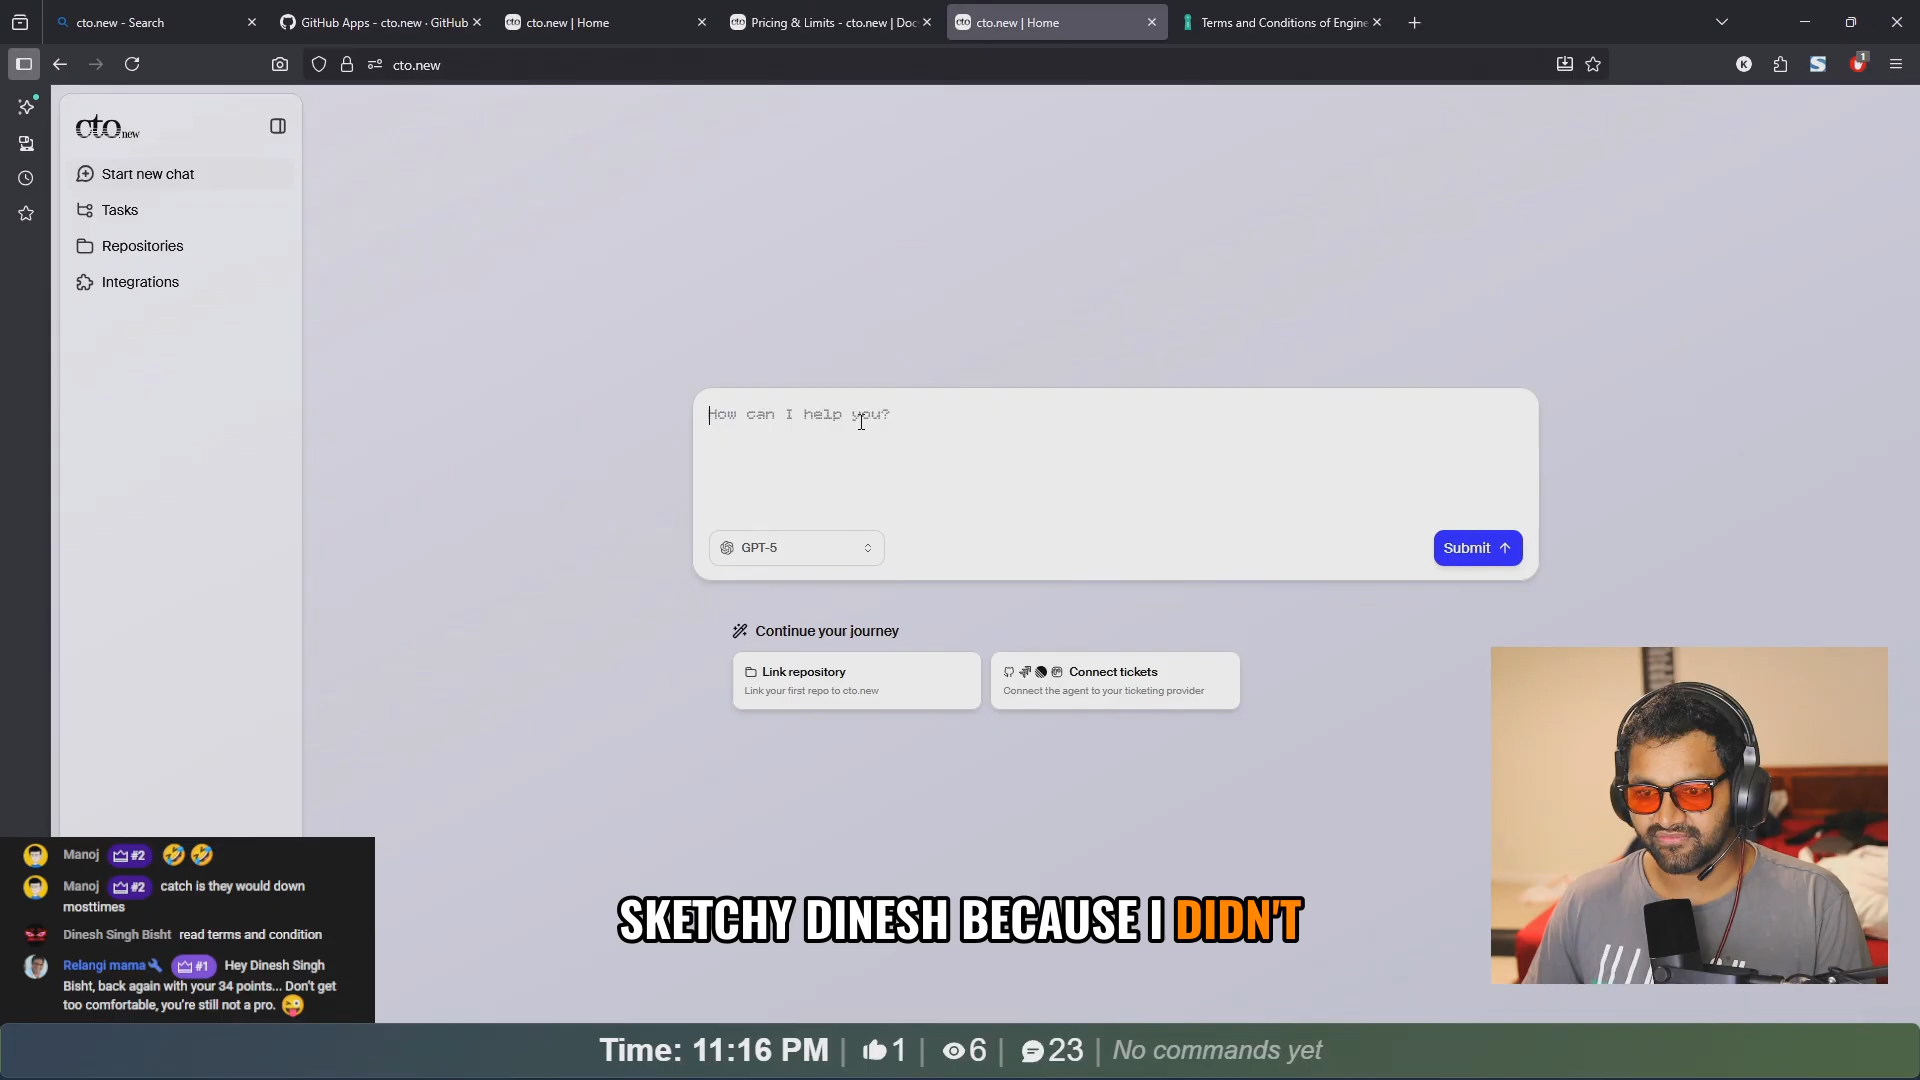 cto.new - Search
GitHub Apps - cto.new · GitHub
cto.new | Home
Pricing & Limits - cto.new | Doc
cto.new | Home
Terms and Conditions of Engine
cto.new
K
S
1
cto.new
Start new chat
Tasks
Repositories
Integrations
How can I help you?
GPT-5
Submit
Continue your journey
Link repository
Link your first repo to cto.new
Connect tickets
Connect the agent to your ticketing provider
Manoj #2 🤣 🤣
Manoj #2 catch is they would down
mosttimes
Dinesh Singh Bisht read terms and condition
Relangi mama🔧 #1 Hey Dinesh Singh
Bisht, back again with your 34 points... Don't get
too comfortable, you're still not a pro. 😜
SKETCHY DINESH BECAUSE I DIDN'T
Time: 11:16 PM | 1 | 6 | 23 | No commands yet